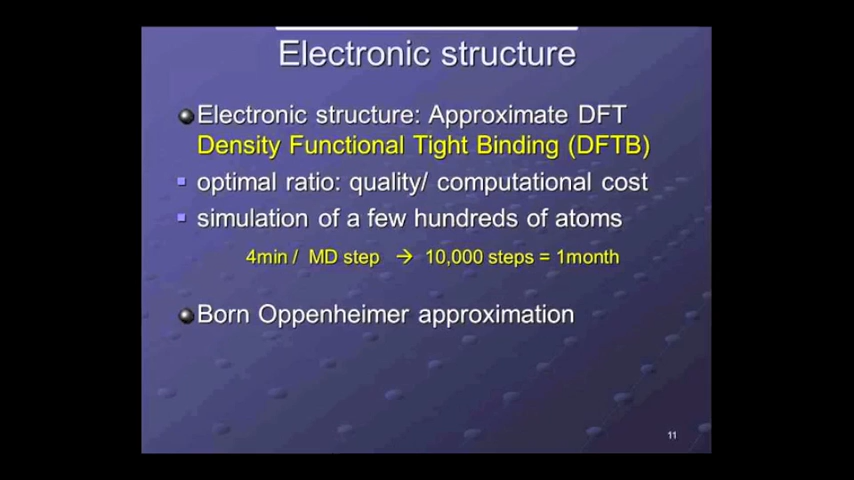 Electronic structure
Electronic structure: Approximate DFT
Density Functional Tight Binding (DFTB)
optimal ratio: quality/ computational cost
simulation of a few hundreds of atoms
4min / MD step → 10,000 steps = 1month
Born Oppenheimer approximation
11